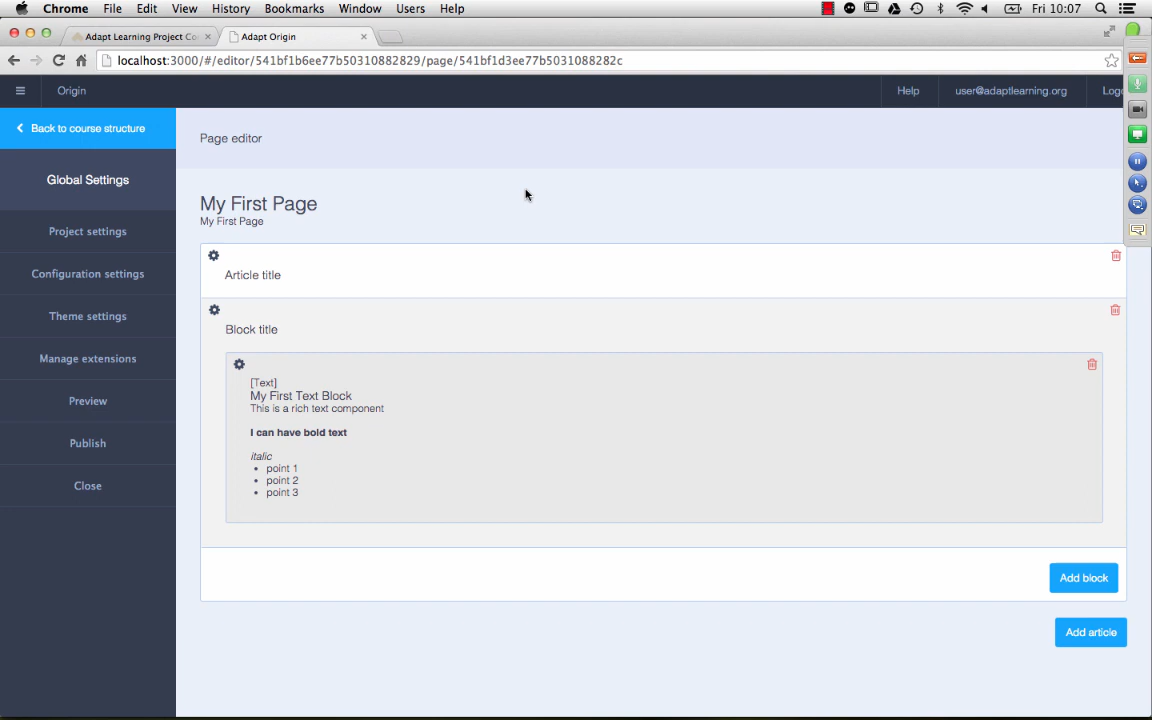 Chrome File Edit View History Bookmarks Window Users Help Fri 10:07
Adapt Learning Project Co
Adapt Origin
localhost:3000/#/editor/541bf1b6ee77b50310882829/page/541bf1d3ee77b5031088282c
Origin Help user@adaptlearning.org Logo
Back to course structure
Global Settings
Project settings
Configuration settings
Theme settings
Manage extensions
Preview
Publish
Close
Page editor
My First Page
My First Page
Article title
Block title
[Text]
My First Text Block
This is a rich text component
I can have bold text
italic
• point 1
• point 2
• point 3
Add block
Add article